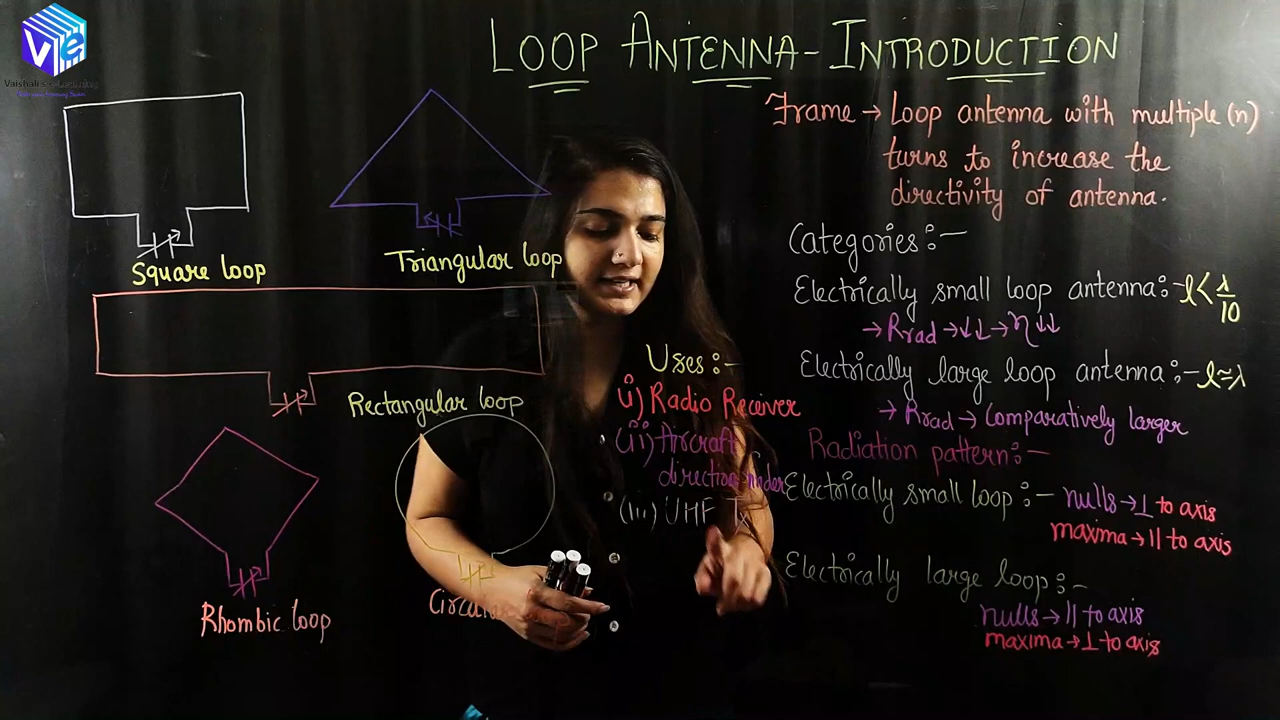 Vie
Vaishali's e-Learning
LOOP ANTENNA - INTRODUCTION
Square loop
Triangular loop
Rectangular loop
Rhombic loop
Frame → Loop antenna with multiple (n)
turns to increase the
directivity of antenna.
Categories:-
Electrically small loop antenna:- l < λ/10
→ Rrad → ↓↓ → η ↓↓
Electrically large loop antenna:- l ≃ λ
→ Rrad → Comparatively larger
Radiation pattern:-
Electrically small loop:- nulls → ⊥ to axis
maxima → || to axis
Electrically large loop:-
nulls → || to axis
maxima → ⊥ to axis
Uses:-
(i) Radio Receiver
(ii) Aircraft
direction
(iii) UHF T